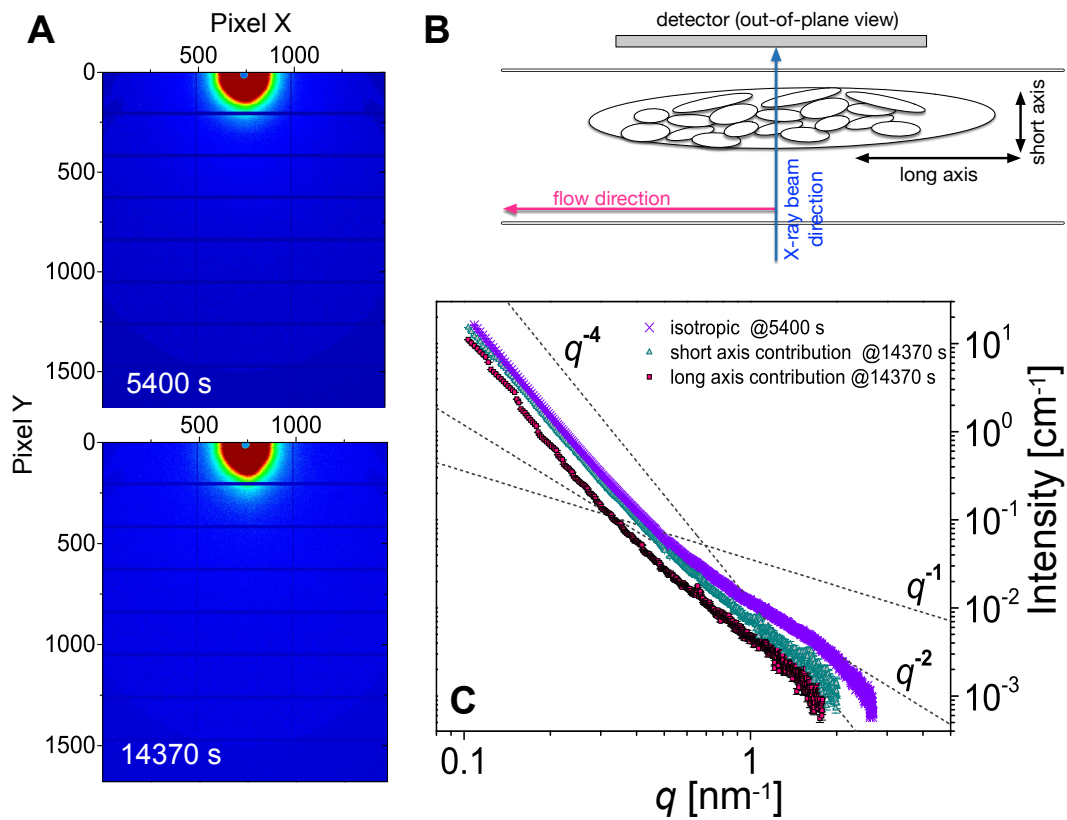 A
Pixel X
500 1000
0
500
1000
1500
5400 s
Pixel Y
500 1000
0
500
1000
1500
14370 s
B
detector (out-of-plane view)
short axis
long axis
flow direction
X-ray beam
direction
isotropic @5400 s
short axis contribution @14370 s
long axis contribution @14370 s
q⁻⁴
q⁻¹
q⁻²
10¹
10⁰
10⁻¹
10⁻²
10⁻³
Intensity [cm⁻¹]
C
0.1 1
q [nm⁻¹]